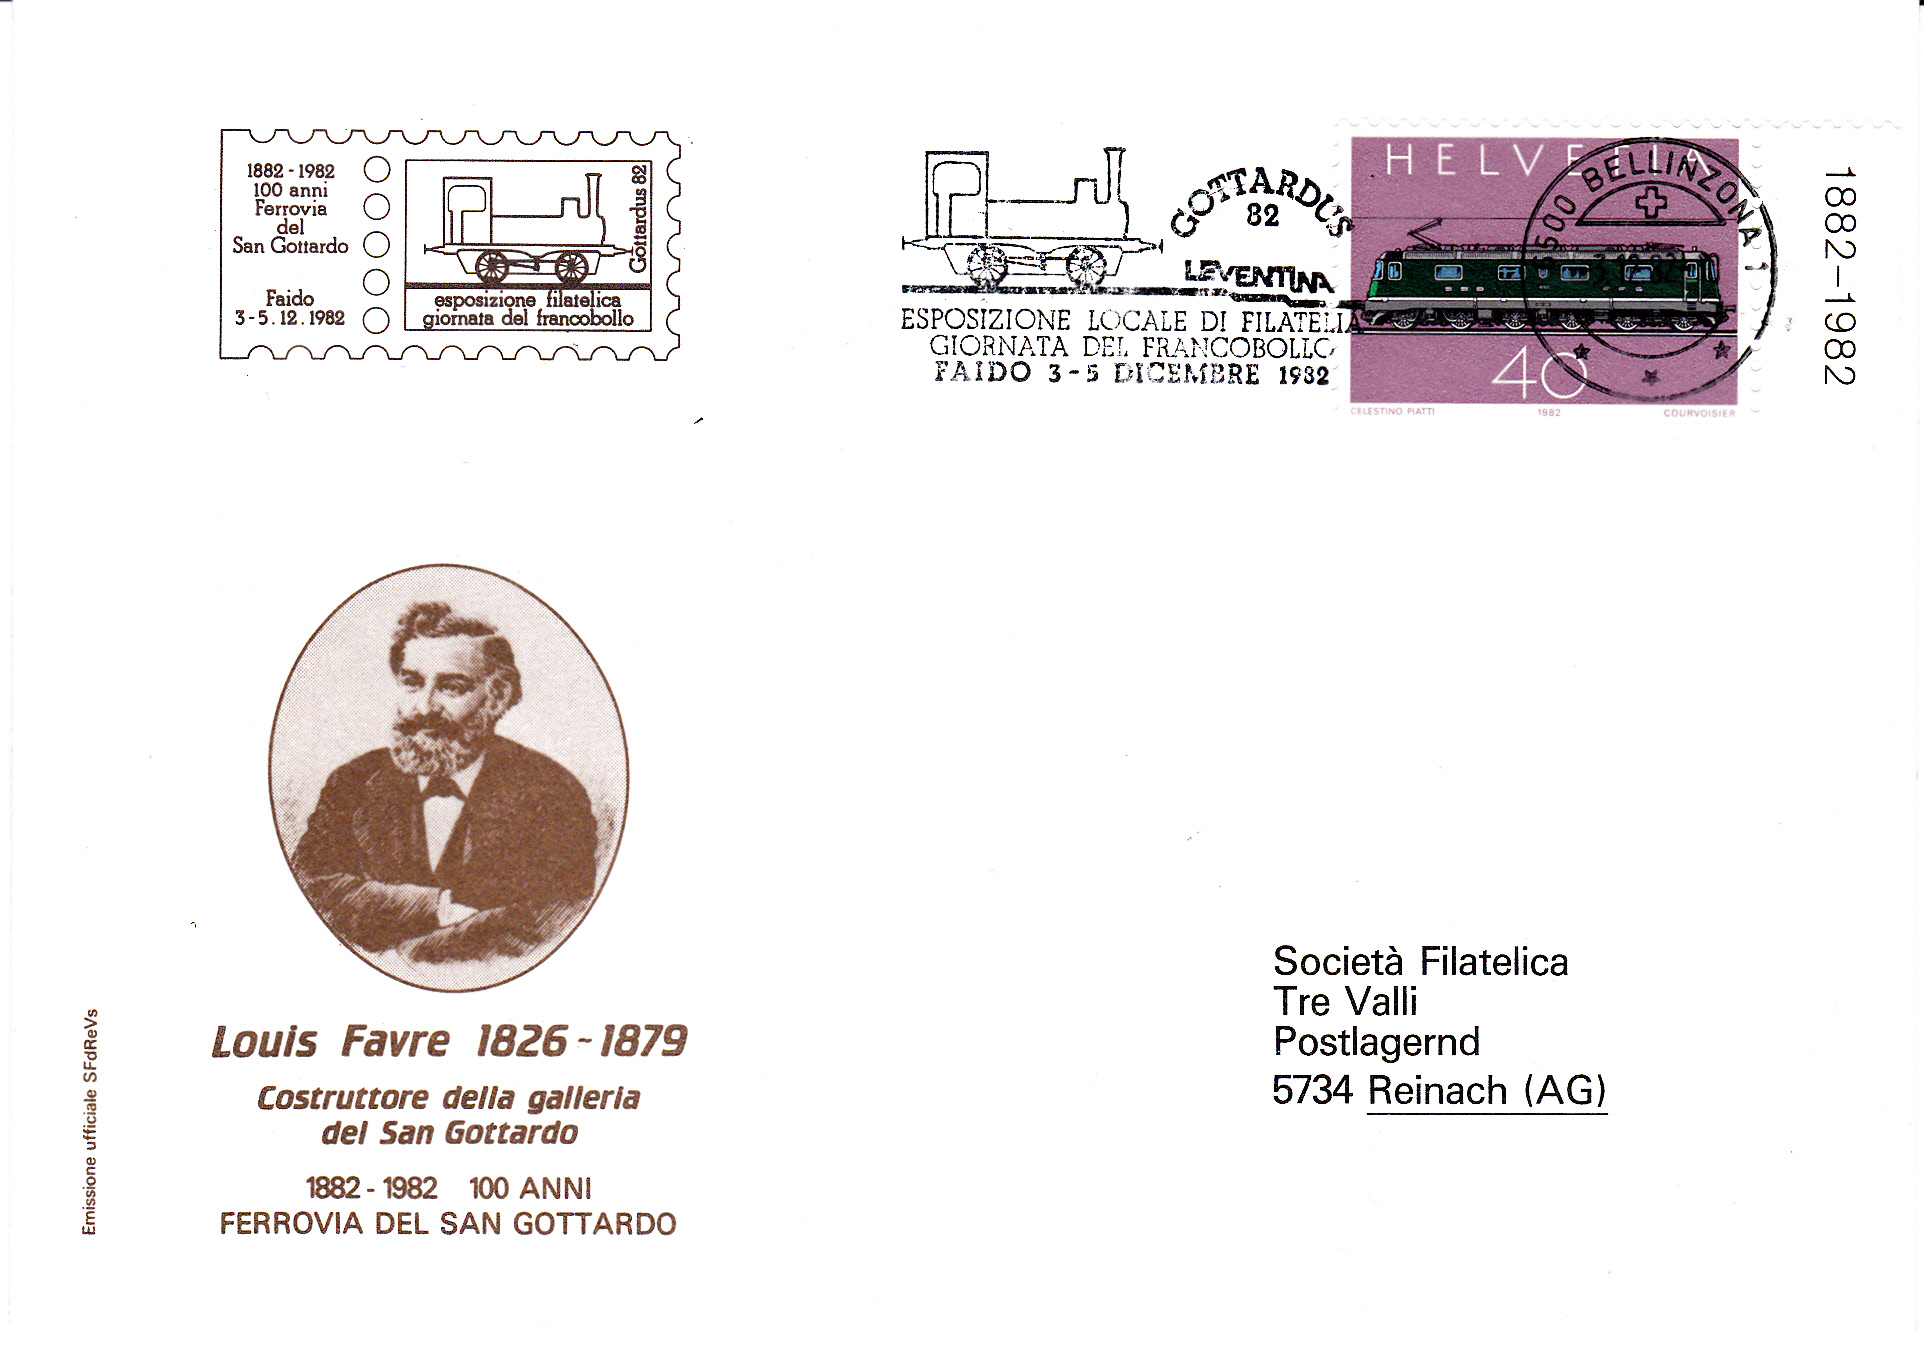 1882 - 1982
100 anni
Ferrovia
del
San Gottardo
Faido
3-5.12.1982
Gottardus 82
esposizione filatelica
giornata del francobollo
GOTTARDUS
82
LEVENTINA
ESPOSIZIONE LOCALE DI FILATELIA
GIORNATA DEL FRANCOBOLLO
FAIDO 3-5 DICEMBRE 1982
HELVETIA
40
CELESTINO PIATTI 1982 COURVOISIER
6500 BELLINZONA 1
1882-1982
Louis Favre 1826 - 1879
Costruttore della galleria
del San Gottardo
1882 - 1982 100 ANNI
FERROVIA DEL SAN GOTTARDO
Emissione ufficiale SFdReVs
Società Filatelica
Tre Valli
Postlagernd
5734 Reinach (AG)